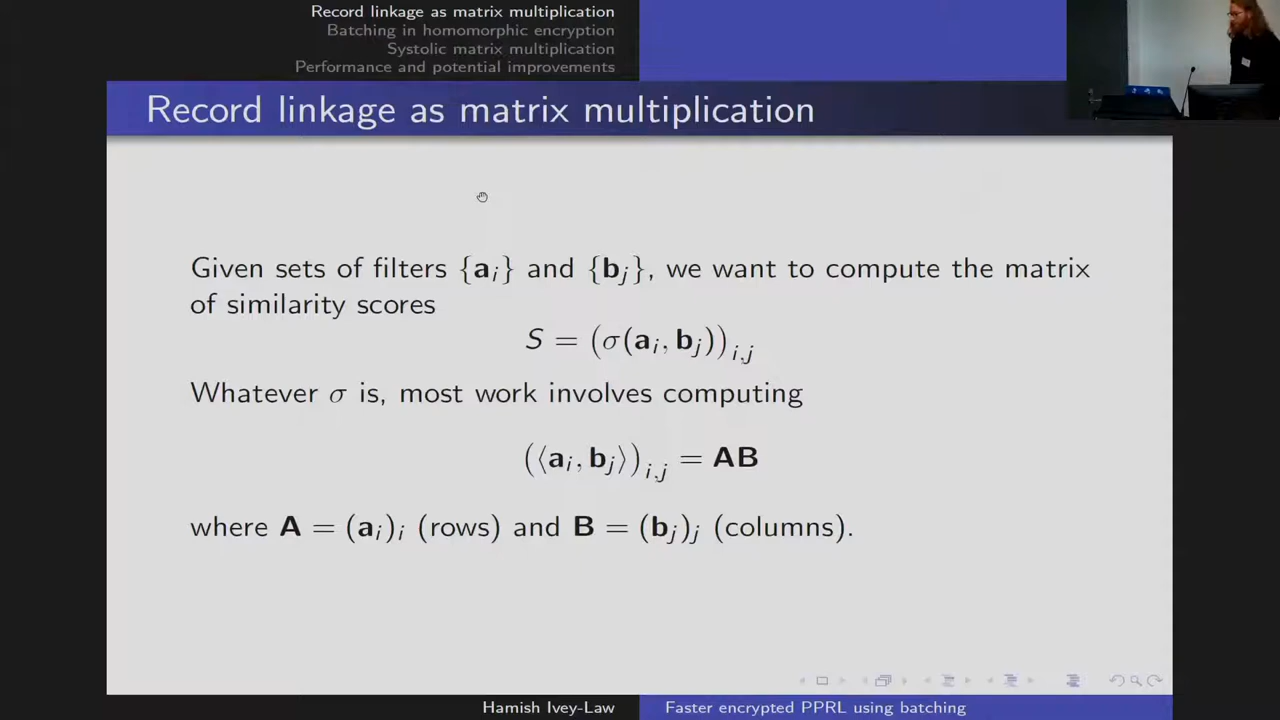 Record linkage as matrix multiplication
Batching in homomorphic encryption
Systolic matrix multiplication
Performance and potential improvements
Record linkage as matrix multiplication
Given sets of filters {a_i} and {b_j}, we want to compute the matrix
of similarity scores
S = (σ(a_i, b_j))_{i,j}
Whatever σ is, most work involves computing
(⟨a_i, b_j⟩)_{i,j} = AB
where A = (a_i)_i (rows) and B = (b_j)_j (columns).
Hamish Ivey-Law
Faster encrypted PPRL using batching